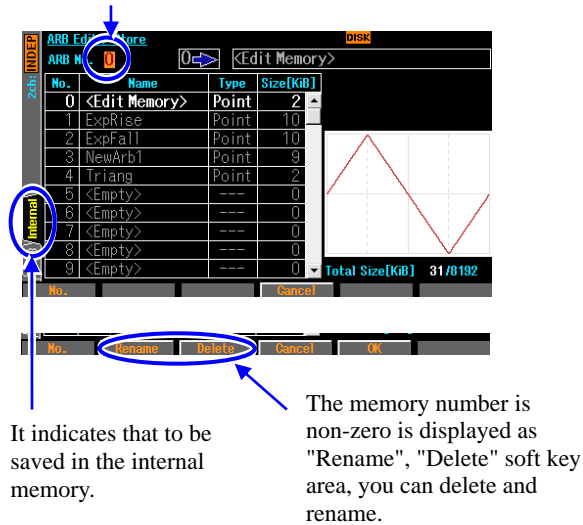 ARB Edit Store
DISK
ARB No. 0 0 <Edit Memory>
2ch: INDEP
No. Name Type Size[KiB]
0 <Edit Memory> Point 2
1 ExpRise Point 10
2 ExpFall Point 10
3 NewArb1 Point 9
4 Triang Point 2
5 <Empty> --- 0
6 <Empty> --- 0
7 <Empty> --- 0
8 <Empty> --- 0
9 <Empty> --- 0
Internal
Total Size[KiB] 31/8192
No. Cancel
No. Rename Delete Cancel OK
It indicates that to be
saved in the internal
memory.
The memory number is
non-zero is displayed as
"Rename", "Delete" soft key
area, you can delete and
rename.